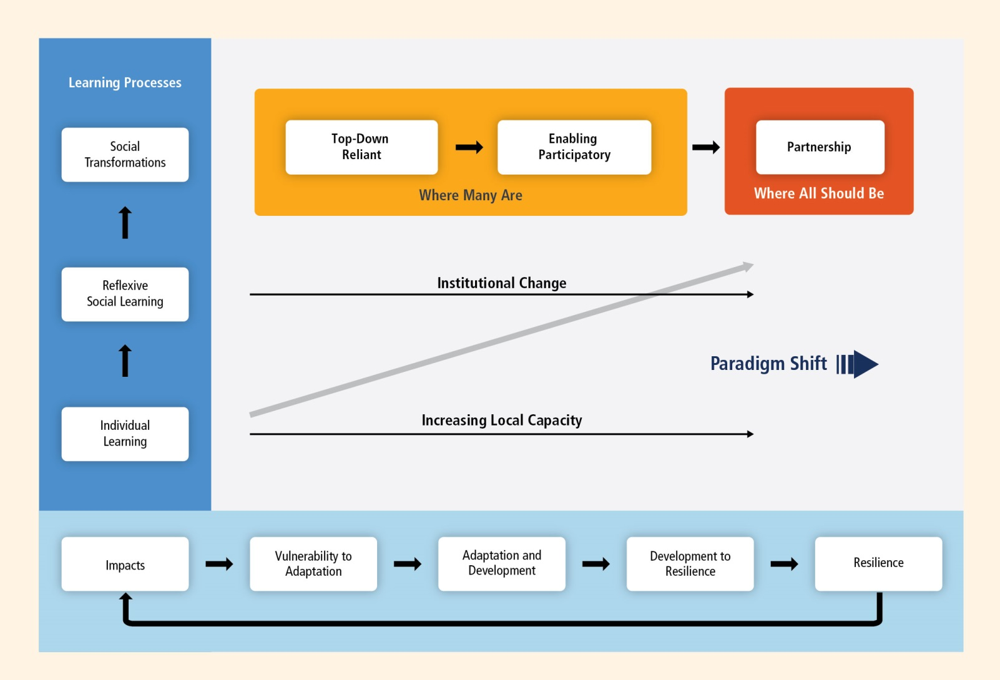 Learning Processes
Social
Transformations
Reflexive
Social Learning
Individual
Learning
Top-Down
Reliant
Enabling
Participatory
Where Many Are
Partnership
Where All Should Be
Institutional Change
Paradigm Shift
Increasing Local Capacity
Impacts
Vulnerability to
Adaptation
Adaptation and
Development
Development to
Resilience
Resilience